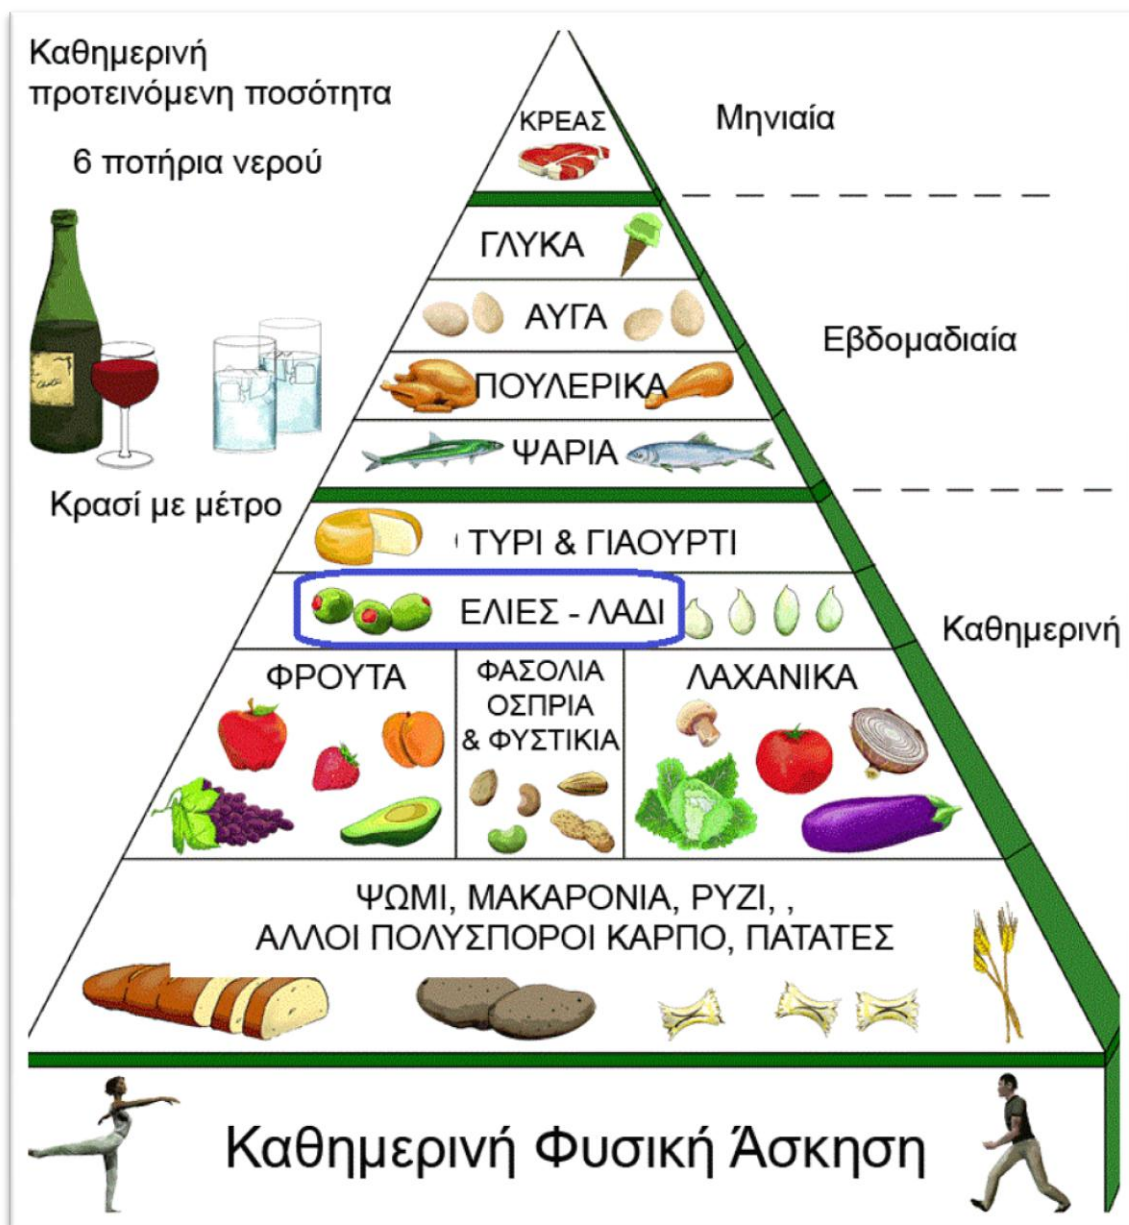 Καθημερινή
προτεινόμενη ποσότητα
6 ποτήρια νερού
Κρασί με μέτρο
ΚΡΕΑΣ
Μηνιαία
ΓΛΥΚΑ
ΑΥΓΑ
Εβδομαδιαία
ΠΟΥΛΕΡΙΚΑ
ΨΑΡΙΑ
ΤΥΡΙ & ΓΙΑΟΥΡΤΙ
ΕΛΙΕΣ - ΛΑΔΙ
Καθημερινή
ΦΡΟΥΤΑ
ΦΑΣΟΛΙΑ
ΟΣΠΡΙΑ
& ΦΥΣΤΙΚΙΑ
ΛΑΧΑΝΙΚΑ
ΨΩΜΙ, ΜΑΚΑΡΟΝΙΑ, ΡΥΖΙ, ,
ΑΛΛΟΙ ΠΟΛΥΣΠΟΡΟΙ ΚΑΡΠΟ, ΠΑΤΑΤΕΣ
Καθημερινή Φυσική Άσκηση